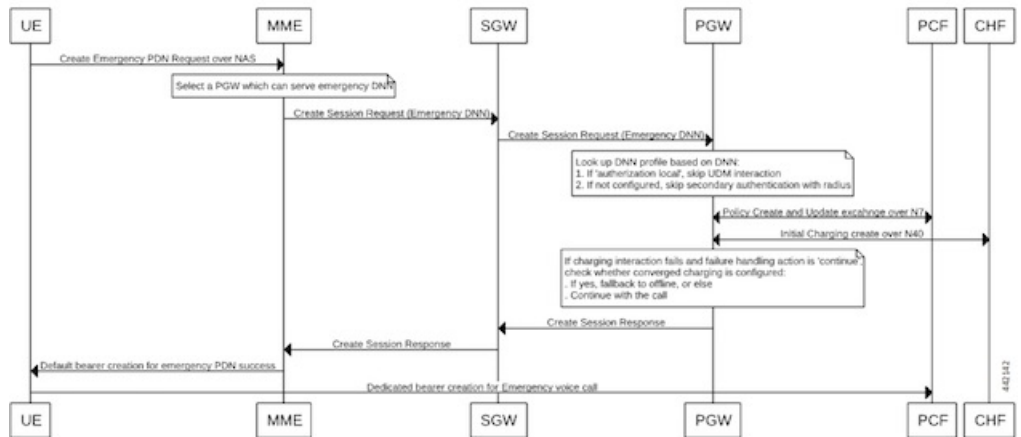 UE MME SGW PGW PCF CHF
Create Emergency PDN Request over NAS
Select a PGW which can serve emergency DNN
Create Session Request (Emergency DNN)
Create Session Request (Emergency DNN)
Look up DNN profile based on DNN:
1. If 'autherization local', skip UDM interaction
2. If not configured, skip secondary authentication with radius
Policy Create and Update excahnge over N7
Initial Charging create over N40
If charging interaction fails and failure handling action is 'continue',
check whether converged charging is configured:
. If yes, fallback to offline, or else
. Continue with the call
Create Session Response
Create Session Response
Default bearer creation for emergency PDN success
Dedicated bearer creation for Emergency voice call
442142
UE MME SGW PGW PCF CHF